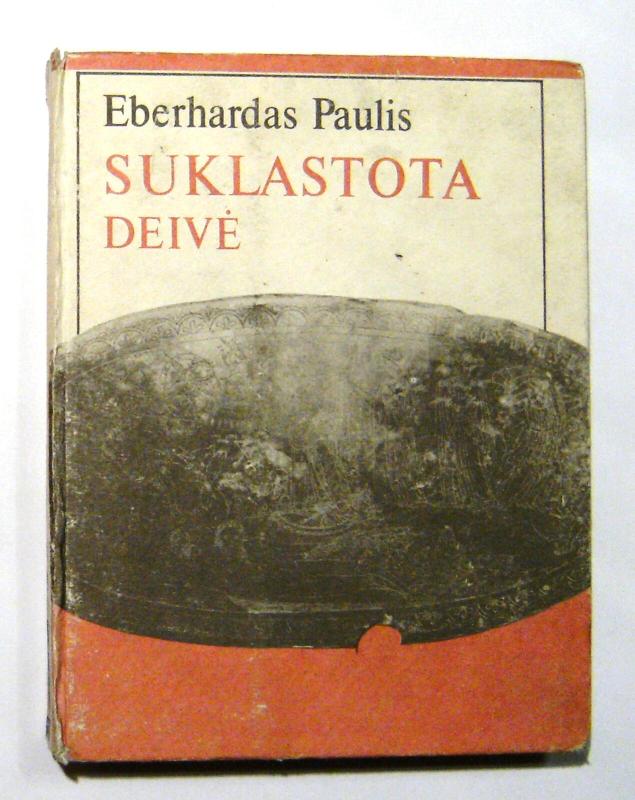 Eberhardas Paulis
SUKLASTOTA
DEIVĖ